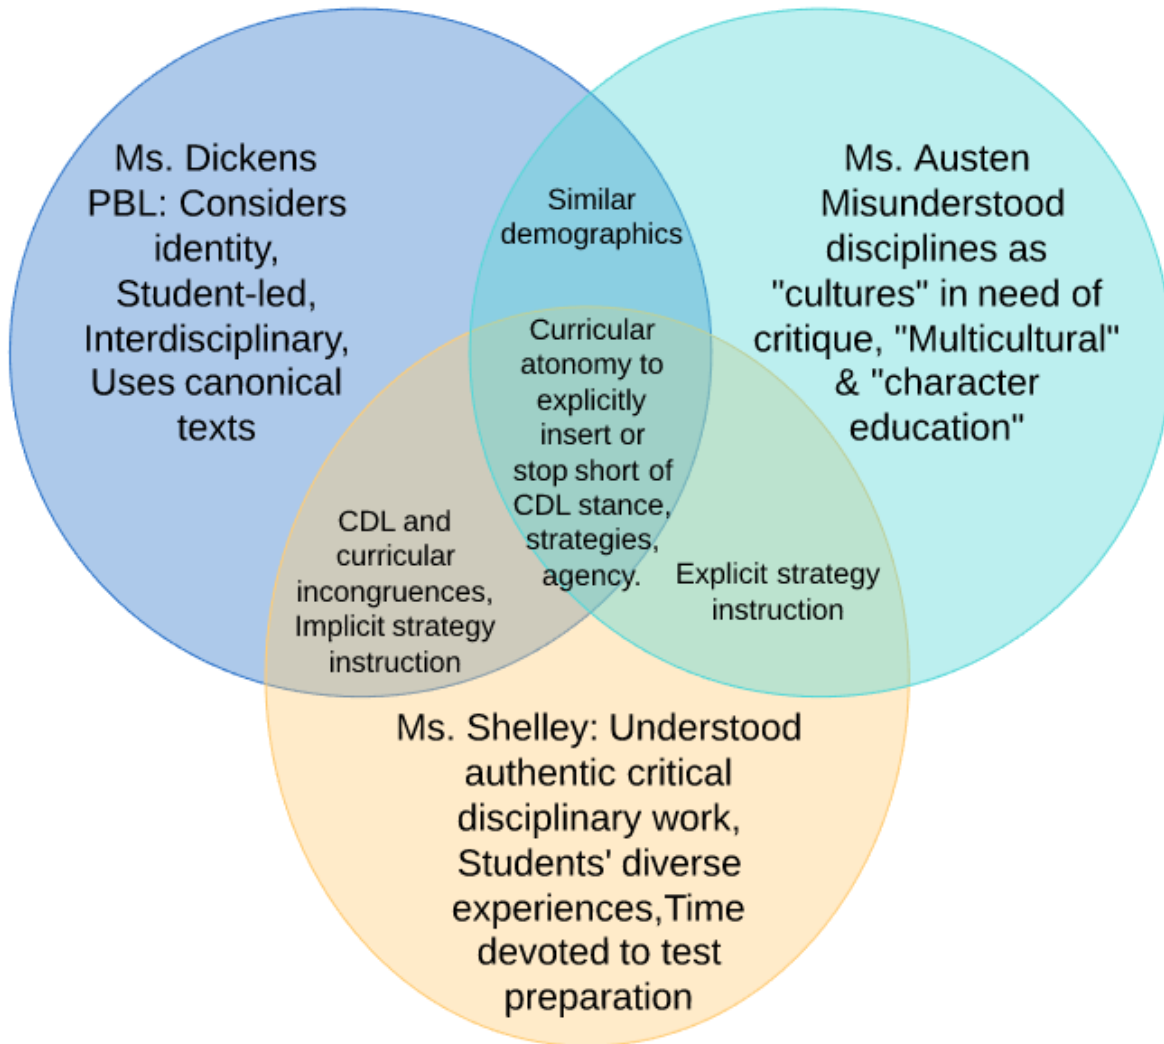 Ms. Dickens
PBL: Considers
identity,
Student-led,
Interdisciplinary,
Uses canonical
texts
Similar
demographics
Ms. Austen
Misunderstood
disciplines as
"cultures" in need of
critique, "Multicultural"
& "character
education"
Curricular
atonomy to
explicitly
insert or
stop short of
CDL stance,
strategies,
agency.
CDL and
curricular
incongruences,
Implicit strategy
instruction
Explicit strategy
instruction
Ms. Shelley: Understood
authentic critical
disciplinary work,
Students' diverse
experiences,Time
devoted to test
preparation